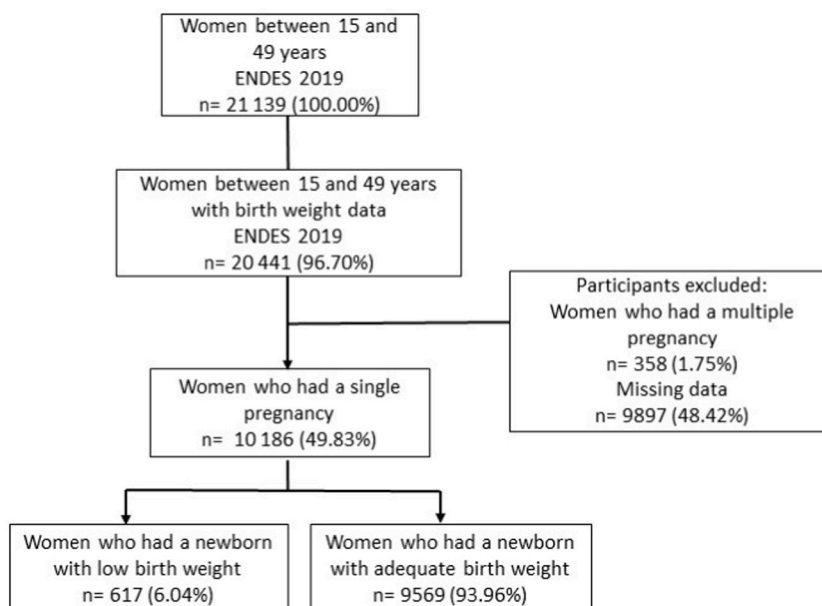 Women between 15 and
49 years
ENDES 2019
n= 21 139 (100.00%)
Women between 15 and 49 years
with birth weight data
ENDES 2019
n= 20 441 (96.70%)
Participants excluded:
Women who had a multiple
pregnancy
n= 358 (1.75%)
Missing data
n= 9897 (48.42%)
Women who had a single
pregnancy
n= 10 186 (49.83%)
Women who had a newborn
with low birth weight
n= 617 (6.04%)
Women who had a newborn
with adequate birth weight
n= 9569 (93.96%)